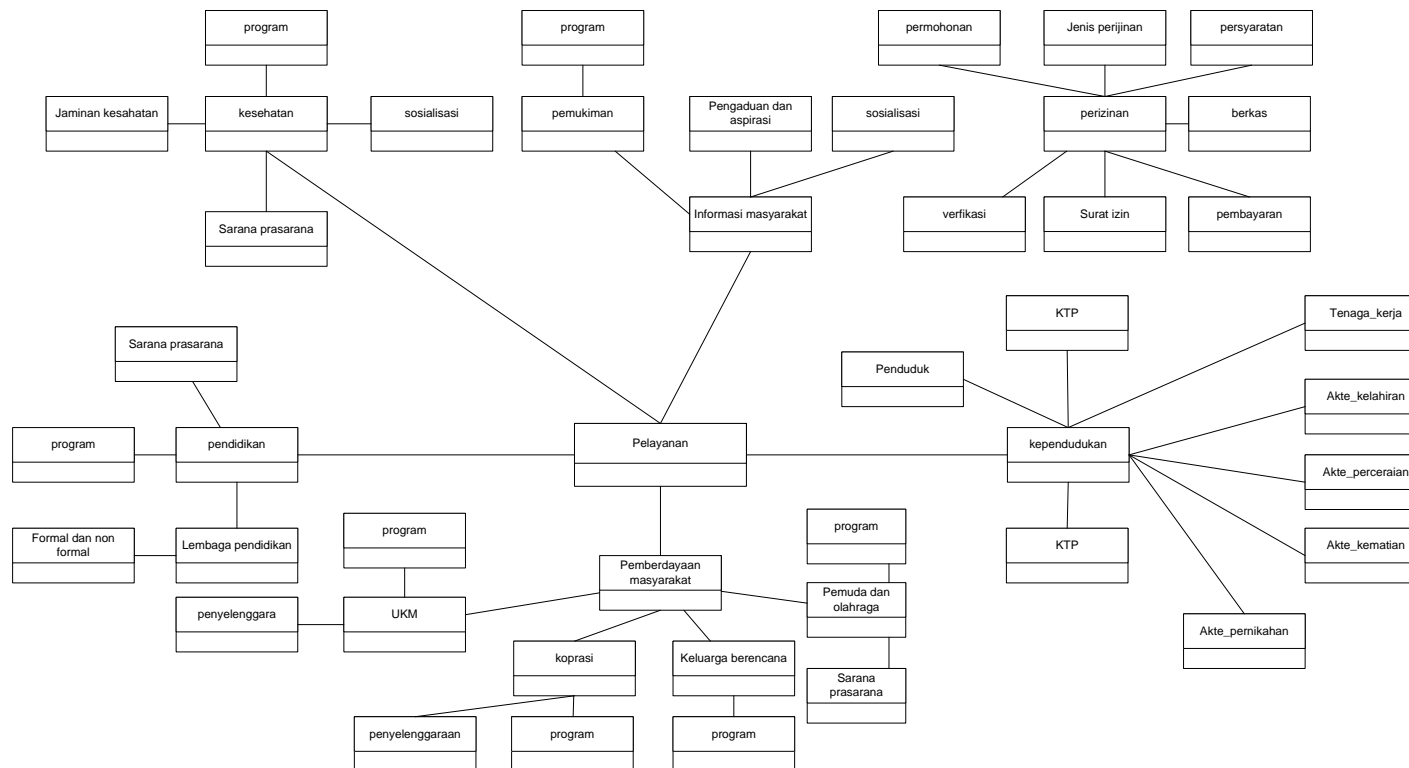 program
program
permohonan
Jenis perijinan
persyaratan
Jaminan kesahatan
kesehatan
sosialisasi
pemukiman
Pengaduan dan
aspirasi
sosialisasi
perizinan
berkas
Sarana prasarana
Informasi masyarakat
verfikasi
Surat izin
pembayaran
Sarana prasarana
KTP
Tenaga_kerja
Penduduk
Akte_kelahiran
program
pendidikan
Pelayanan
kependudukan
Akte_perceraian
Formal dan non
formal
Lembaga pendidikan
program
program
KTP
Akte_kematian
Pemberdayaan
masyarakat
Pemuda dan
olahraga
penyelenggara
UKM
Akte_pernikahan
koprasi
Keluarga berencana
Sarana
prasarana
penyelenggaraan
program
program